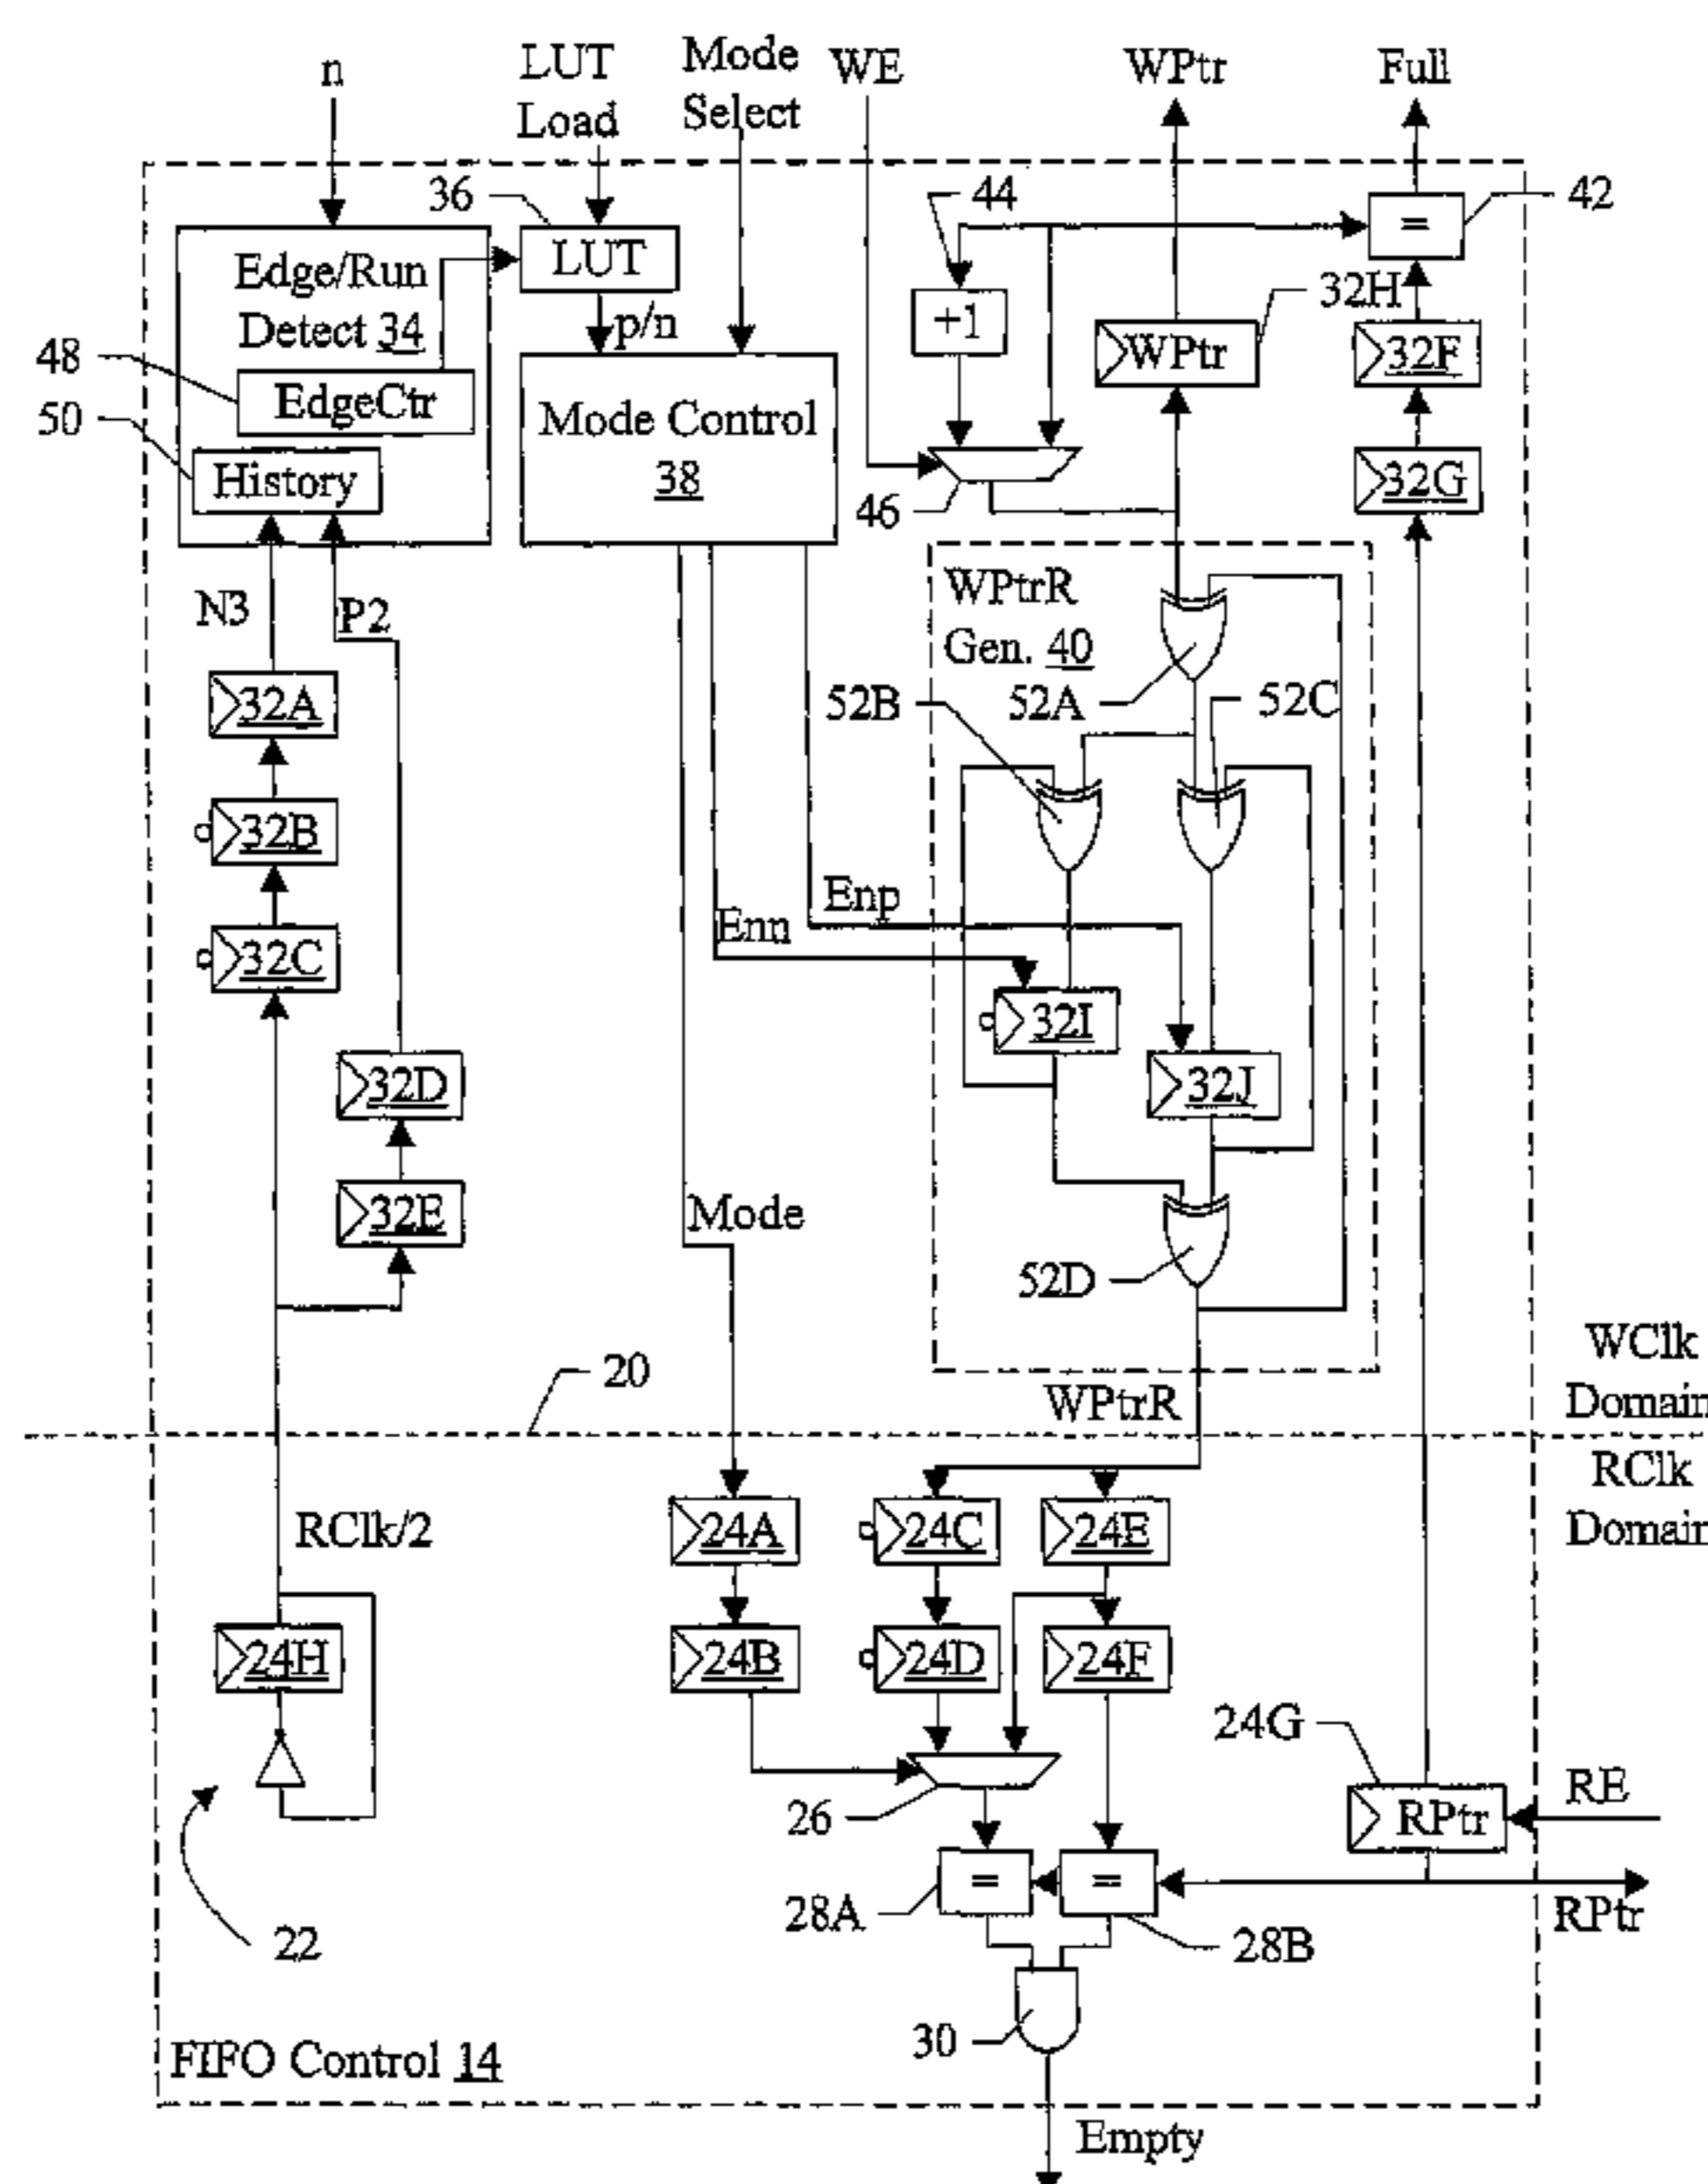 n
LUT
Load
Mode
Select
WE
WPtr
Full
36
44
42
Edge/Run
Detect 34
LUT
p/n
+1
=
32H
WPtr
32F
48
EdgeCtr
50
History
Mode Control
38
46
32G
N3
P2
WPtrR
Gen. 40
52B
52A
52C
32A
32B
32C
Enn
Enp
32I
32J
32D
32E
Mode
52D
20
WPtrR
WClk
Domain
RClk
Domain
RClk/2
24A
24C
24E
24H
24B
24D
24F
24G
RPtr
RE
26
=
=
28A
28B
RPtr
22
30
FIFO Control 14
Empty